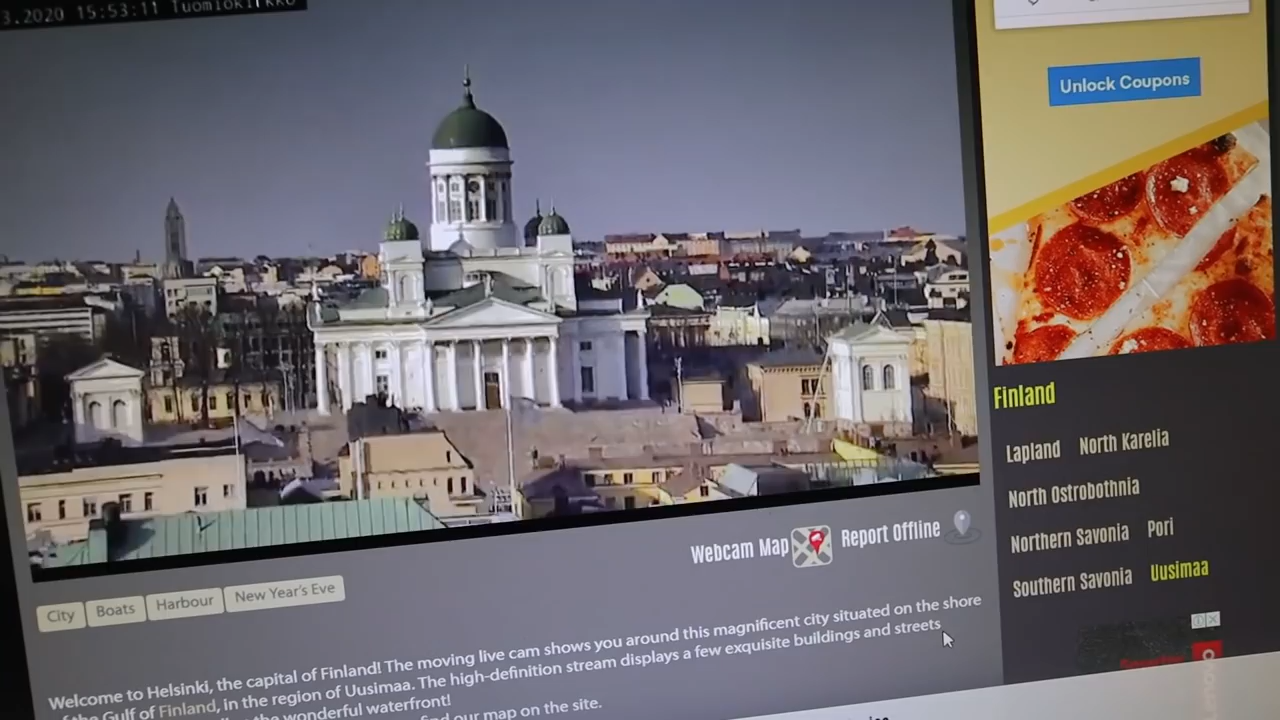 3.2020 15:53:11 Tuomiokirkko
Unlock Coupons
Finland
Lapland North Karelia
North Ostrobothnia
Northern Savonia Pori
Southern Savonia Uusimaa
Webcam Map Report Offline
City Boats Harbour New Year's Eve
Welcome to Helsinki, the capital of Finland! The moving live cam shows you around this magnificent city situated on the shore
of the Gulf of Finland, in the region of Uusimaa. The high-definition stream displays a few exquisite buildings and streets
the wonderful waterfront!
find our map on the site.